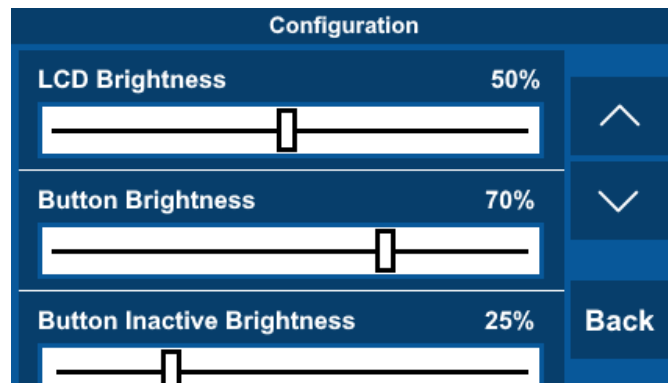 Configuration
LCD Brightness 50%
Button Brightness 70%
Button Inactive Brightness 25%
Back